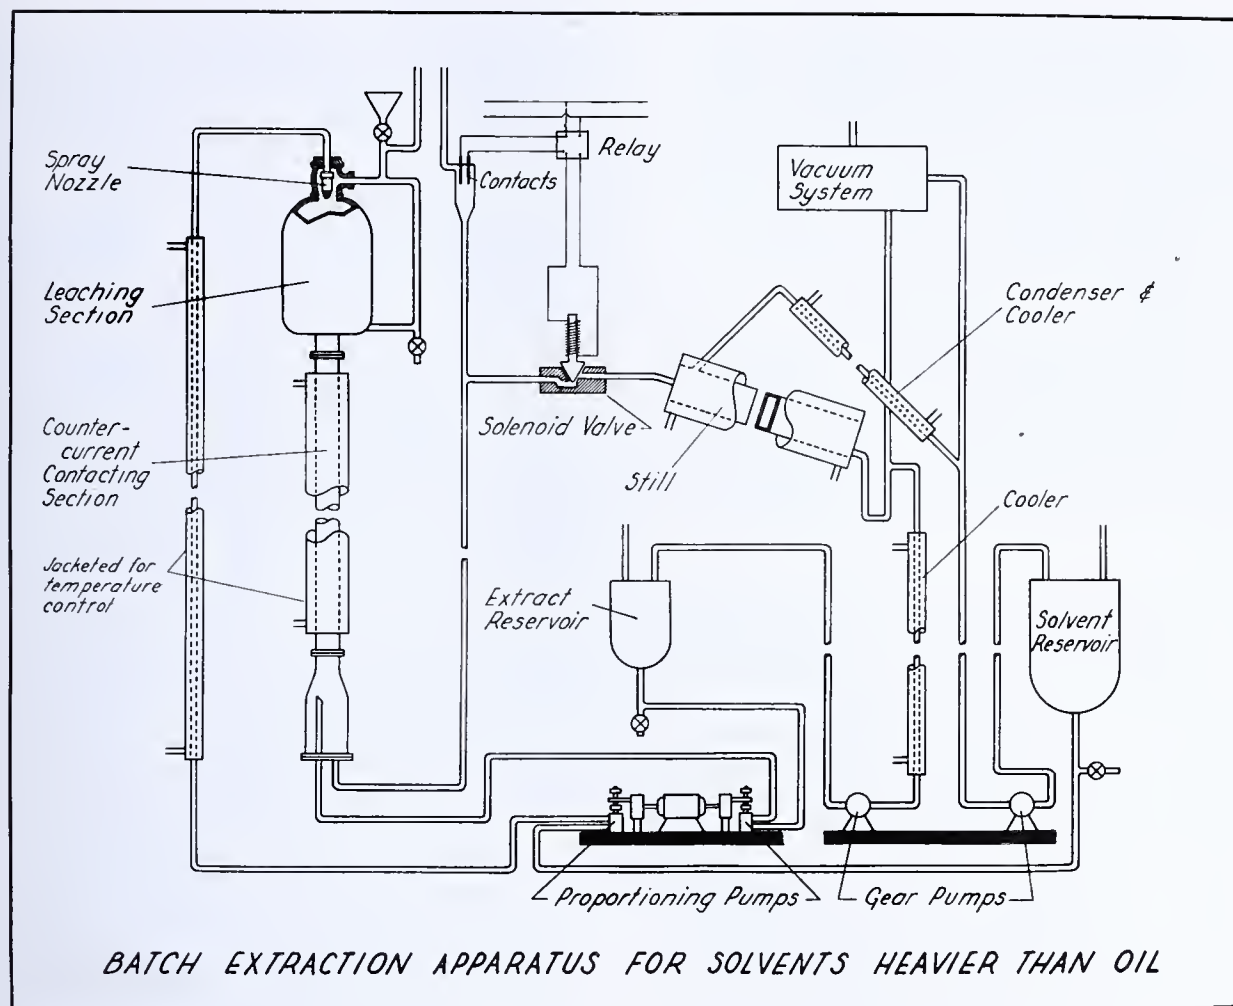 Spray
Nozzle
Relay
Contacts
Vacuum
System
Leaching
Section
Condenser &
Cooler
Counter-
current
Contacting
Section
Solenoid Valve
Still
Cooler
Jacketed for
temperature
control
Extract
Reservoir
Solvent
Reservoir
Proportioning Pumps
Gear Pumps
BATCH EXTRACTION APPARATUS FOR SOLVENTS HEAVIER THAN OIL